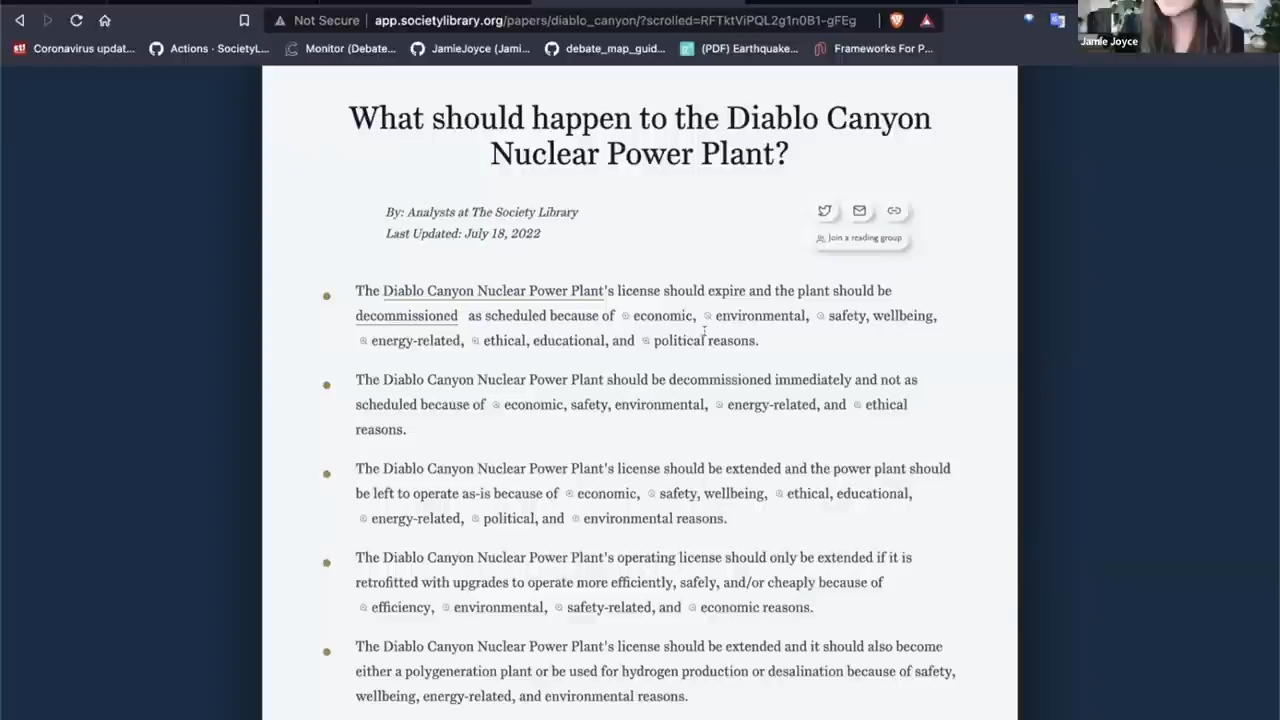 Not Secure | app.societylibrary.org/papers/diablo_canyon/?scrolled=RFTktViPQL2g1n0B1-gFEg
Jamie Joyce
Coronavirus updat... Actions · SocietyL... Monitor (Debate... JamieJoyce (Jami... debate_map_guid... (PDF) Earthquake... Frameworks For P...
What should happen to the Diablo Canyon
Nuclear Power Plant?
By: Analysts at The Society Library
Last Updated: July 18, 2022
Join a reading group
The Diablo Canyon Nuclear Power Plant's license should expire and the plant should be
decommissioned as scheduled because of economic, environmental, safety, wellbeing,
energy-related, ethical, educational, and political reasons.
The Diablo Canyon Nuclear Power Plant should be decommissioned immediately and not as
scheduled because of economic, safety, environmental, energy-related, and ethical
reasons.
The Diablo Canyon Nuclear Power Plant's license should be extended and the power plant should
be left to operate as-is because of economic, safety, wellbeing, ethical, educational,
energy-related, political, and environmental reasons.
The Diablo Canyon Nuclear Power Plant's operating license should only be extended if it is
retrofitted with upgrades to operate more efficiently, safely, and/or cheaply because of
efficiency, environmental, safety-related, and economic reasons.
The Diablo Canyon Nuclear Power Plant's license should be extended and it should also become
either a polygeneration plant or be used for hydrogen production or desalination because of safety,
wellbeing, energy-related, and environmental reasons.